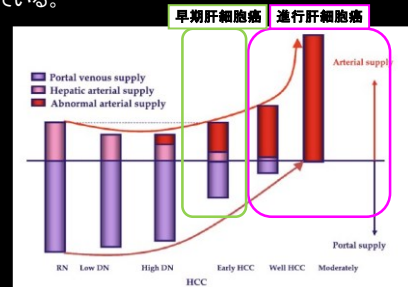 ている。
早期肝細胞癌
進行肝細胞癌
Portal venous supply
Hepatic arterial supply
Abnormal arterial supply
Arterial supply
Portal supply
RN Low DN High DN Early HCC Well HCC Moderately
HCC